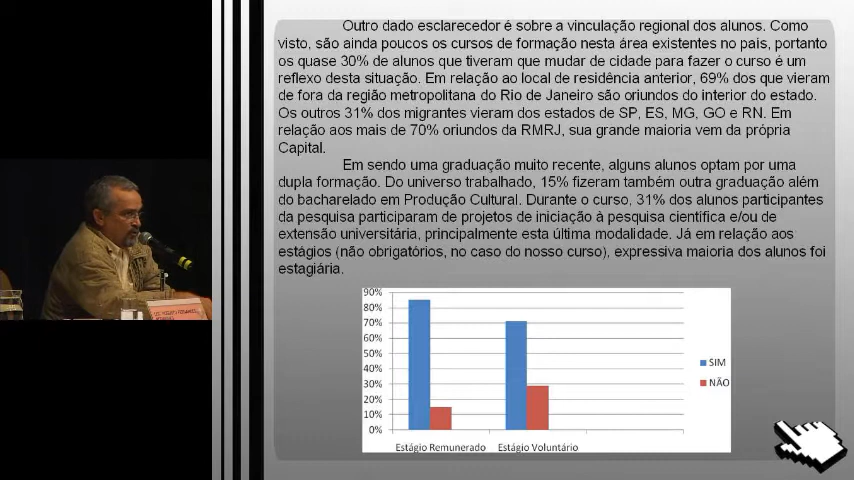 Outro dado esclarecedor é sobre a vinculação regional dos alunos. Como
visto, são ainda poucos os cursos de formação nesta área existentes no país, portanto
os quase 30% de alunos que tiveram que mudar de cidade para fazer o curso é um
reflexo desta situação. Em relação ao local de residência anterior, 69% dos que vieram
de fora da região metropolitana do Rio de Janeiro são oriundos do interior do estado.
Os outros 31% dos migrantes vieram dos estados de SP, ES, MG, GO e RN. Em
relação aos mais de 70% oriundos da RMRJ, sua grande maioria vem da própria
Capital.
Em sendo uma graduação muito recente, alguns alunos optam por uma
dupla formação. Do universo trabalhado, 15% fizeram também outra graduação além
do bacharelado em Produção Cultural. Durante o curso, 31% dos alunos participantes
da pesquisa participaram de projetos de iniciação à pesquisa científica e/ou de
extensão universitária, principalmente esta última modalidade. Já em relação aos
estágios (não obrigatórios, no caso do nosso curso), expressiva maioria dos alunos foi
estagiária.
90%
80%
70%
60%
50%
40%
30%
20%
10%
0%
Estágio Remunerado
Estágio Voluntário
SIM
NÃO